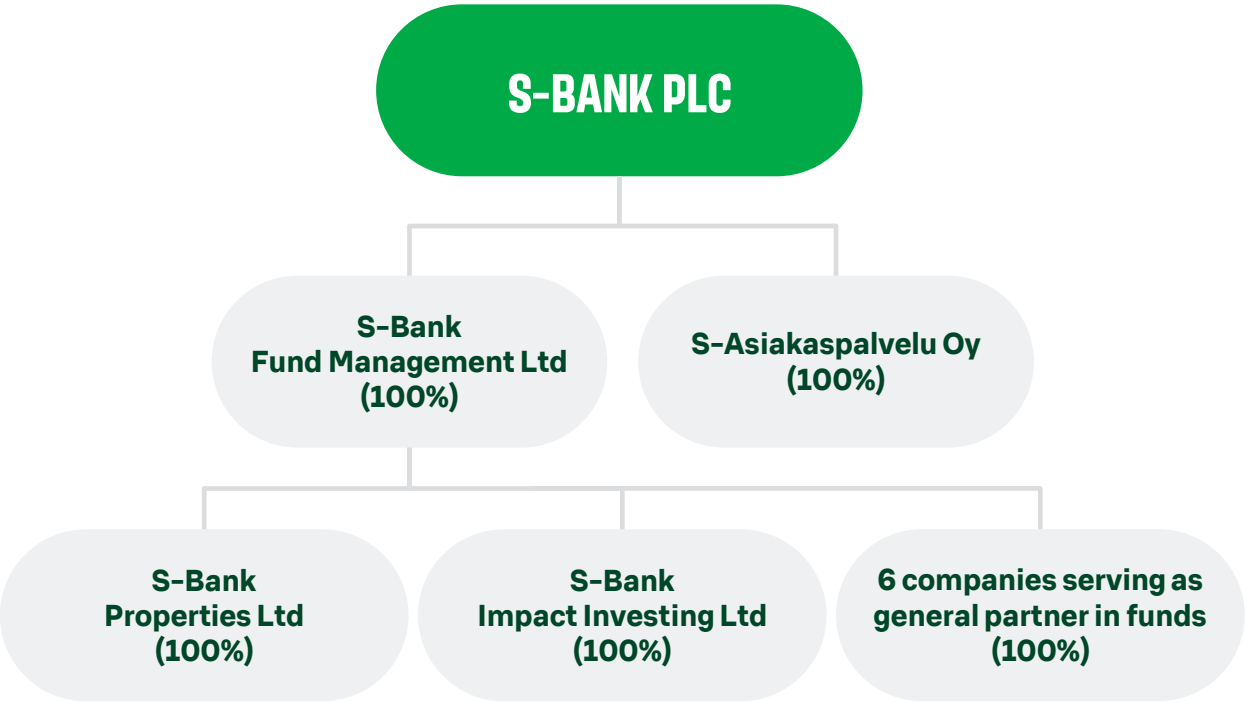 S-BANK PLC
S-Bank
Fund Management Ltd
(100%)
S-Asiakaspalvelu Oy
(100%)
S-Bank
Properties Ltd
(100%)
S-Bank
Impact Investing Ltd
(100%)
6 companies serving as
general partner in funds
(100%)